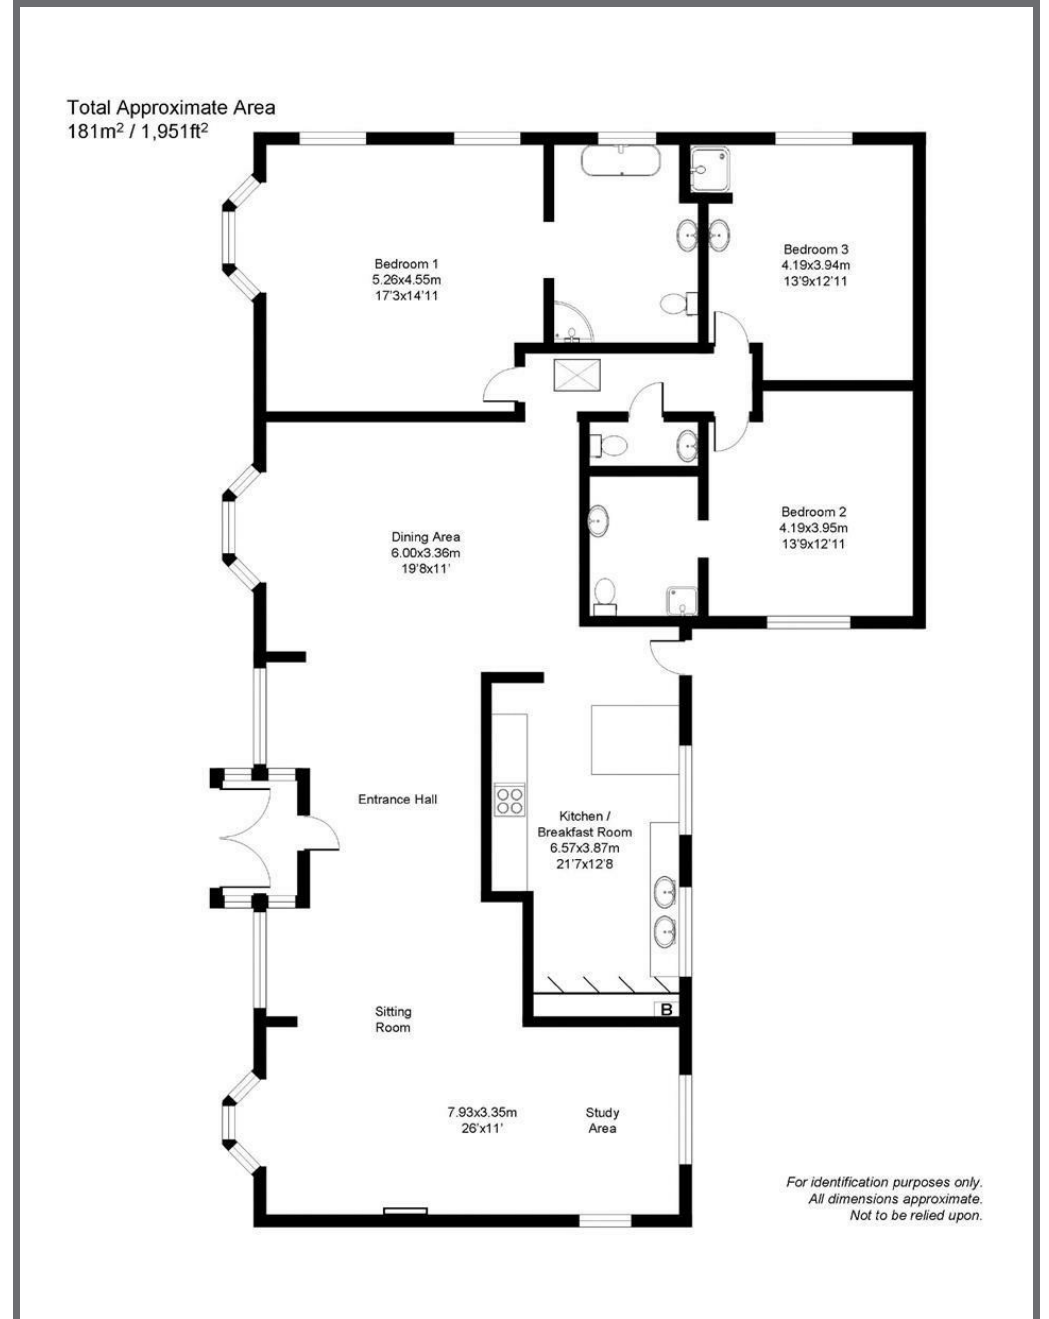 Total Approximate Area
181m² / 1,951ft²
Bedroom 1
5.26x4.55m
17'3x14'11
Bedroom 3
4.19x3.94m
13'9x12'11
Dining Area
6.00x3.36m
19'8x11'
Bedroom 2
4.19x3.95m
13'9x12'11
Entrance Hall
Kitchen /
Breakfast Room
6.57x3.87m
21'7x12'8
B
Sitting
Room
7.93x3.35m
26'x11'
Study
Area
For identification purposes only.
All dimensions approximate.
Not to be relied upon.